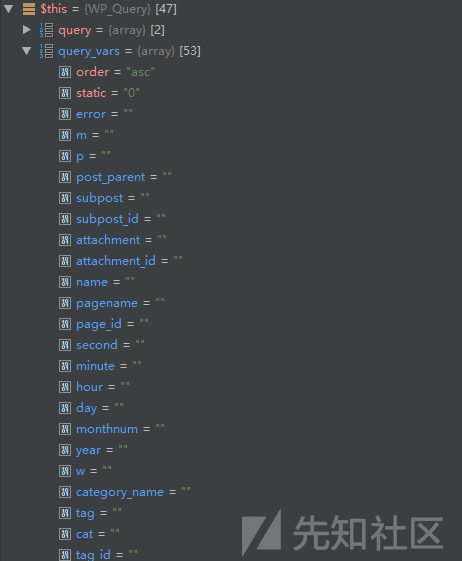 $this = {WP_Query} [47]
query = {array} [2]
query_vars = {array} [53]
order = "asc"
static = "0"
error = ""
m = ""
p = ""
post_parent = ""
subpost = ""
subpost_id = ""
attachment = ""
attachment_id = ""
name = ""
pagename = ""
page_id = ""
second = ""
minute = ""
hour = ""
day = ""
monthnum = ""
year = ""
w = ""
category_name = ""
tag = ""
cat = ""
tag_id = ""
先知社区